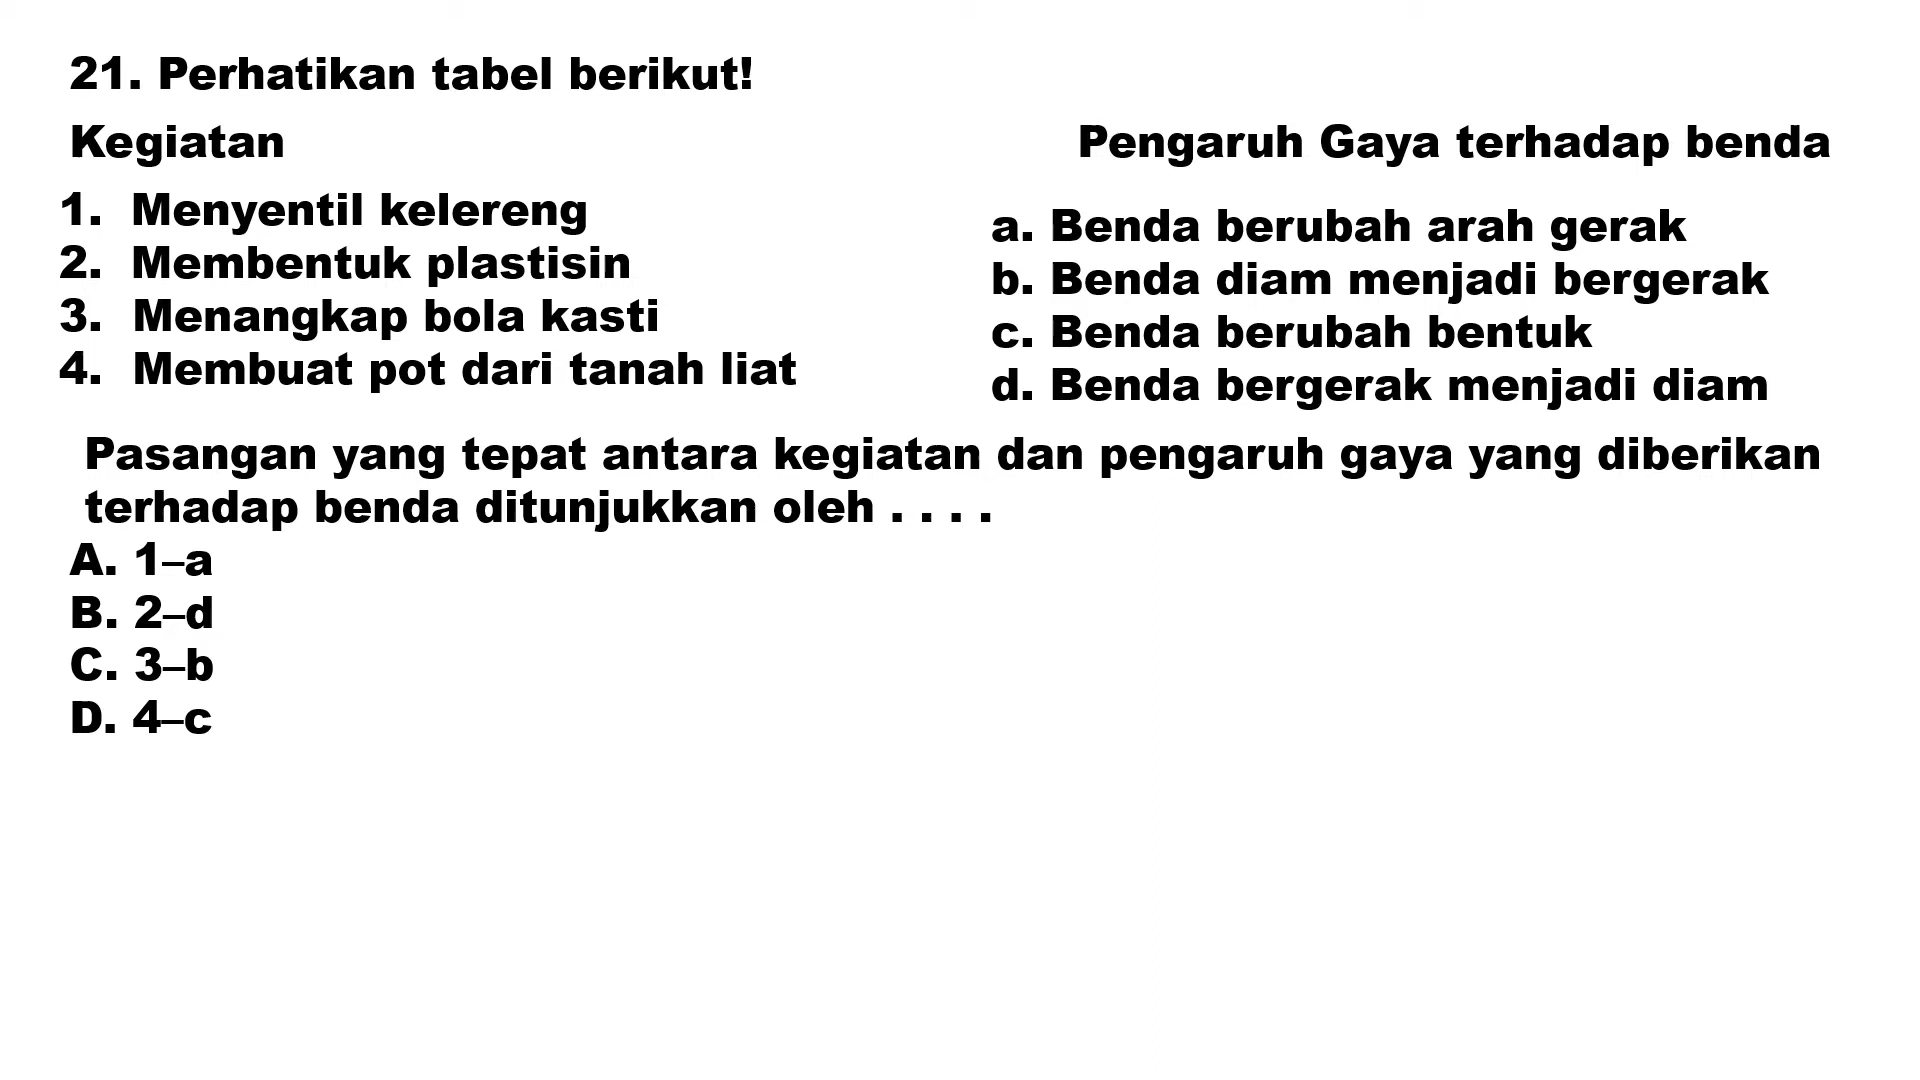 21. Perhatikan tabel berikut!
Kegiatan
Pengaruh Gaya terhadap benda
1. Menyentil kelereng
2. Membentuk plastisin
3. Menangkap bola kasti
4. Membuat pot dari tanah liat
a. Benda berubah arah gerak
b. Benda diam menjadi bergerak
c. Benda berubah bentuk
d. Benda bergerak menjadi diam
Pasangan yang tepat antara kegiatan dan pengaruh gaya yang diberikan
terhadap benda ditunjukkan oleh . . . .
A. 1–a
B. 2–d
C. 3–b
D. 4–c